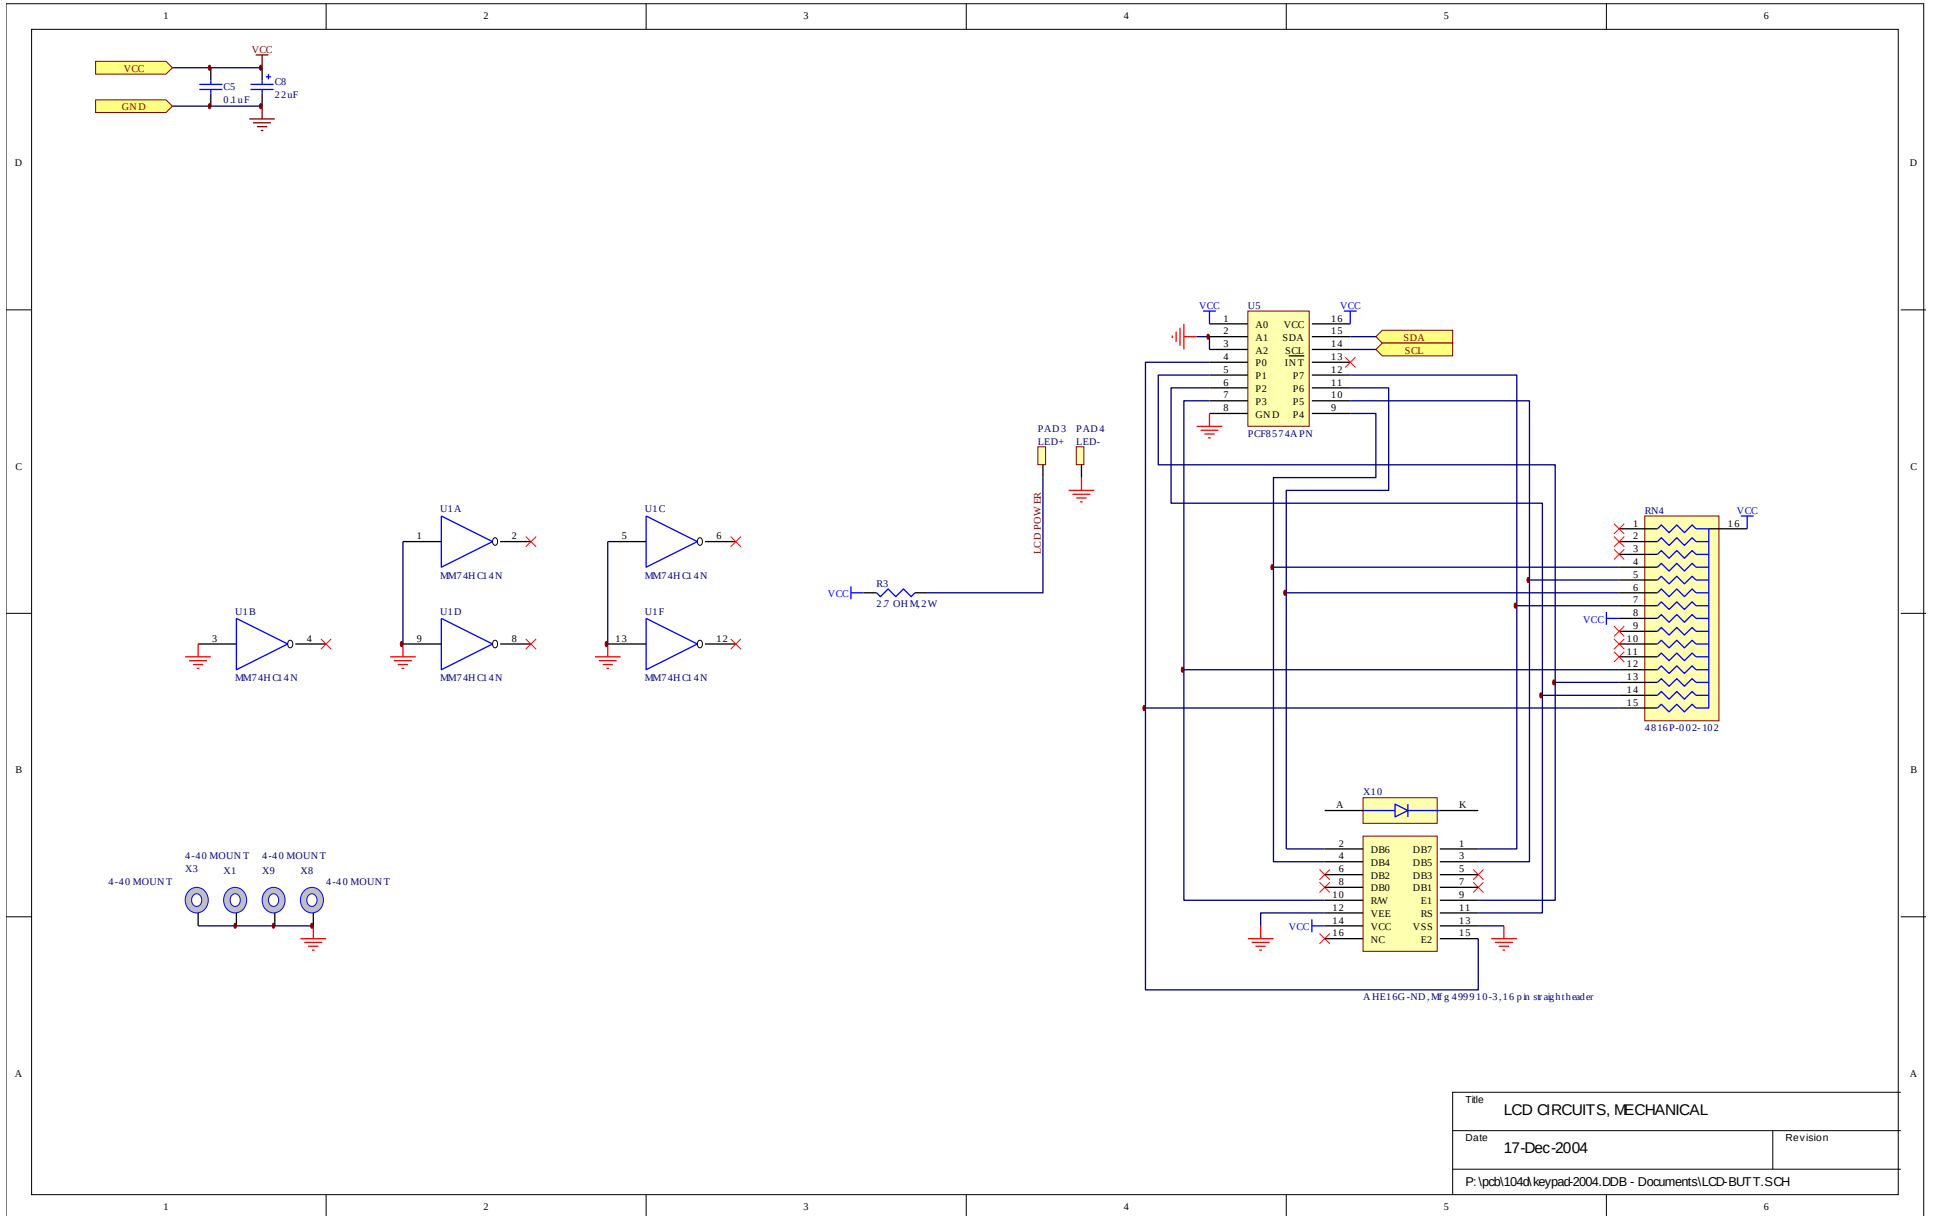 1 2 3 4 5 6
VCC
VCC
GND
C5
0.1uF
C8
22uF
+
D
D
VCC
U5
VCC
1 A0 VCC 16
2 A1 SDA 15
3 A2 SCL 14
4 P0 INT 13
5 P1 P7 12
6 P2 P6 11
7 P3 P5 10
8 GND P4 9
PCF8574APN
SDA
SCL
PAD3
LED+
PAD4
LED-
C
C
LCD POWER
U1A
1 2
MM74HC14N
U1C
5 6
MM74HC14N
VCC
R3
2.7 OHM,2W
U1B
3 4
MM74HC14N
U1D
9 8
MM74HC14N
U1F
13 12
MM74HC14N
RN4
VCC
1 16
2
3
4
5
6
7
8
VCC
9
10
11
12
13
14
15
4816P-002-102
B
B
X10
A K
2 DB6 DB7 1
4 DB4 DB5 3
6 DB2 DB3 5
8 DB0 DB1 7
10 RW E1 9
12 VEE RS 11
14 VCC VSS 13
16 NC E2 15
VCC
AHE16G-ND, Mfg 499910-3, 16 pin straight header
4-40 MOUNT 4-40 MOUNT
X3 X1 X9 X8
4-40 MOUNT 4-40 MOUNT
A
A
Title
LCD CIRCUITS, MECHANICAL
Date
17-Dec-2004
Revision
P:\pcb\104d\keypad-2004.DDB - Documents\LCD-BUTT.SCH
1 2 3 4 5 6